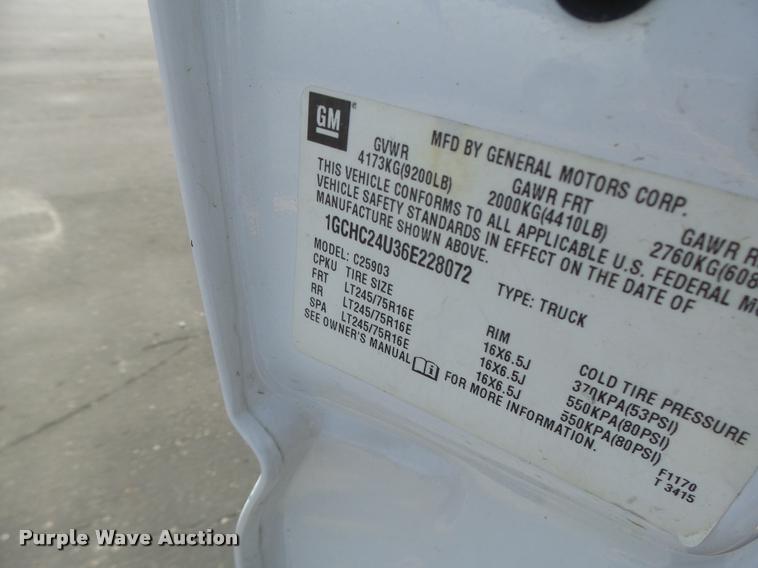 GM
MFD BY GENERAL MOTORS CORP.
GVWR GAWR FRT GAWR
4173KG(9200LB) 2000KG(4410LB)
THIS VEHICLE CONFORMS TO ALL APPLICABLE U.S. FEDERAL
VEHICLE SAFETY STANDARDS IN EFFECT ON THE DATE OF
MANUFACTURE SHOWN ABOVE.
1GCHC24U36E228072 TYPE: TRUCK
MODEL: C25903
CPKU TIRE SIZE RIM COLD TIRE PRESSURE
FRT LT245/75R16E 16X6.5J 370KPA(53PSI)
RR LT245/75R16E 16X6.5J 550KPA(80PSI)
SPA LT245/75R16E 16X6.5J 550KPA(80PSI)
SEE OWNER'S MANUAL FOR MORE INFORMATION.
F1170
T 3415
Purple Wave Auction